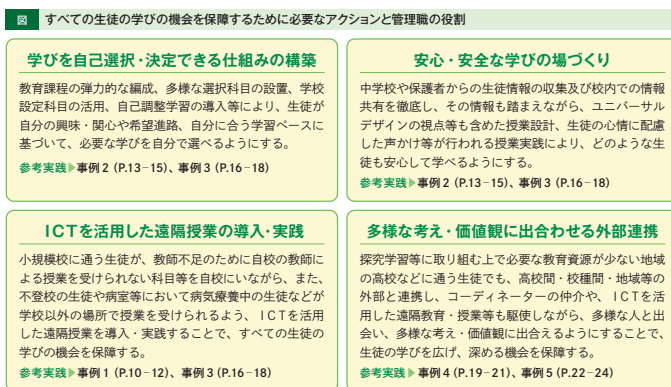 図 すべての生徒の学びの機会を保障するために必要なアクションと管理職の役割
学びを自己選択・決定できる仕組みの構築
教育課程の弾力的な編成、多様な選択科目の設置、学校
設定科目の活用、自己調整学習の導入等により、生徒が
自分の興味・関心や希望進路、自分に合う学習ペースに
基づいて、必要な学びを自分で選べるようにする。
参考実践▶事例2（P.13−15）、事例3（P.16−18）
安心・安全な学びの場づくり
中学校や保護者からの生徒情報の収集及び校内での情報
共有を徹底し、その情報も踏まえながら、ユニバーサル
デザインの視点等も含めた授業設計、生徒の心情に配慮
した声かけ等が行われる授業実践により、どのような生
徒も安心して学べるようにする。
参考実践▶事例2（P.13−15）、事例3（P.16−18）
ICTを活用した遠隔授業の導入・実践
小規模校に通う生徒が、教師不足のために自校の教師に
よる授業を受けられない科目等を自校にいながら、また、
不登校の生徒や病室等において病気療養中の生徒などが
学校以外の場所で授業を受けられるよう、ICTを活用
した遠隔授業を導入・実践することで、すべての生徒の
学びの機会を保障する。
参考実践▶事例1（P.10−12）、事例3（P.16−18）
多様な考え・価値観に出合わせる外部連携
探究学習等に取り組む上で必要な教育資源が少ない地域
の高校などに通う生徒でも、高校間・校種間・地域等の
外部と連携し、コーディネーターの仲介や、ICTを活
用した遠隔教育・授業等も駆使しながら、多様な人と出
会い、多様な考え・価値観に出合えるようにすることで、
生徒の学びを広げ、深める機会を保障する。
参考実践▶事例4（P.19−21）、事例5（P.22−24）